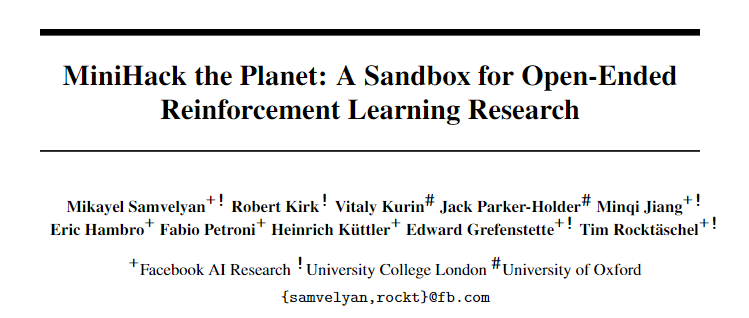 MiniHack the Planet: A Sandbox for Open-Ended
Reinforcement Learning Research
Mikayel Samvelyan+! Robert Kirk! Vitaly Kurin# Jack Parker-Holder# Minqi Jiang+!
Eric Hambro+ Fabio Petroni+ Heinrich Küttler+ Edward Grefenstette+! Tim Rocktäschel+!
+Facebook AI Research !University College London #University of Oxford
{samvelyan,rockt}@fb.com